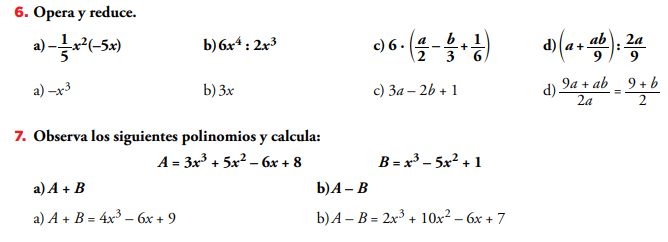 6. Opera y reduce.
a) –1/5 x²(–5x) b) 6x⁴ : 2x³ c) 6 · (a/2 – b/3 + 1/6) d) (a + ab/9) : 2a/9
a) –x³ b) 3x c) 3a – 2b + 1 d) (9a + ab)/2a = (9 + b)/2
7. Observa los siguientes polinomios y calcula:
A = 3x³ + 5x² – 6x + 8 B = x³ – 5x² + 1
a) A + B b) A – B
a) A + B = 4x³ – 6x + 9 b) A – B = 2x³ + 10x² – 6x + 7